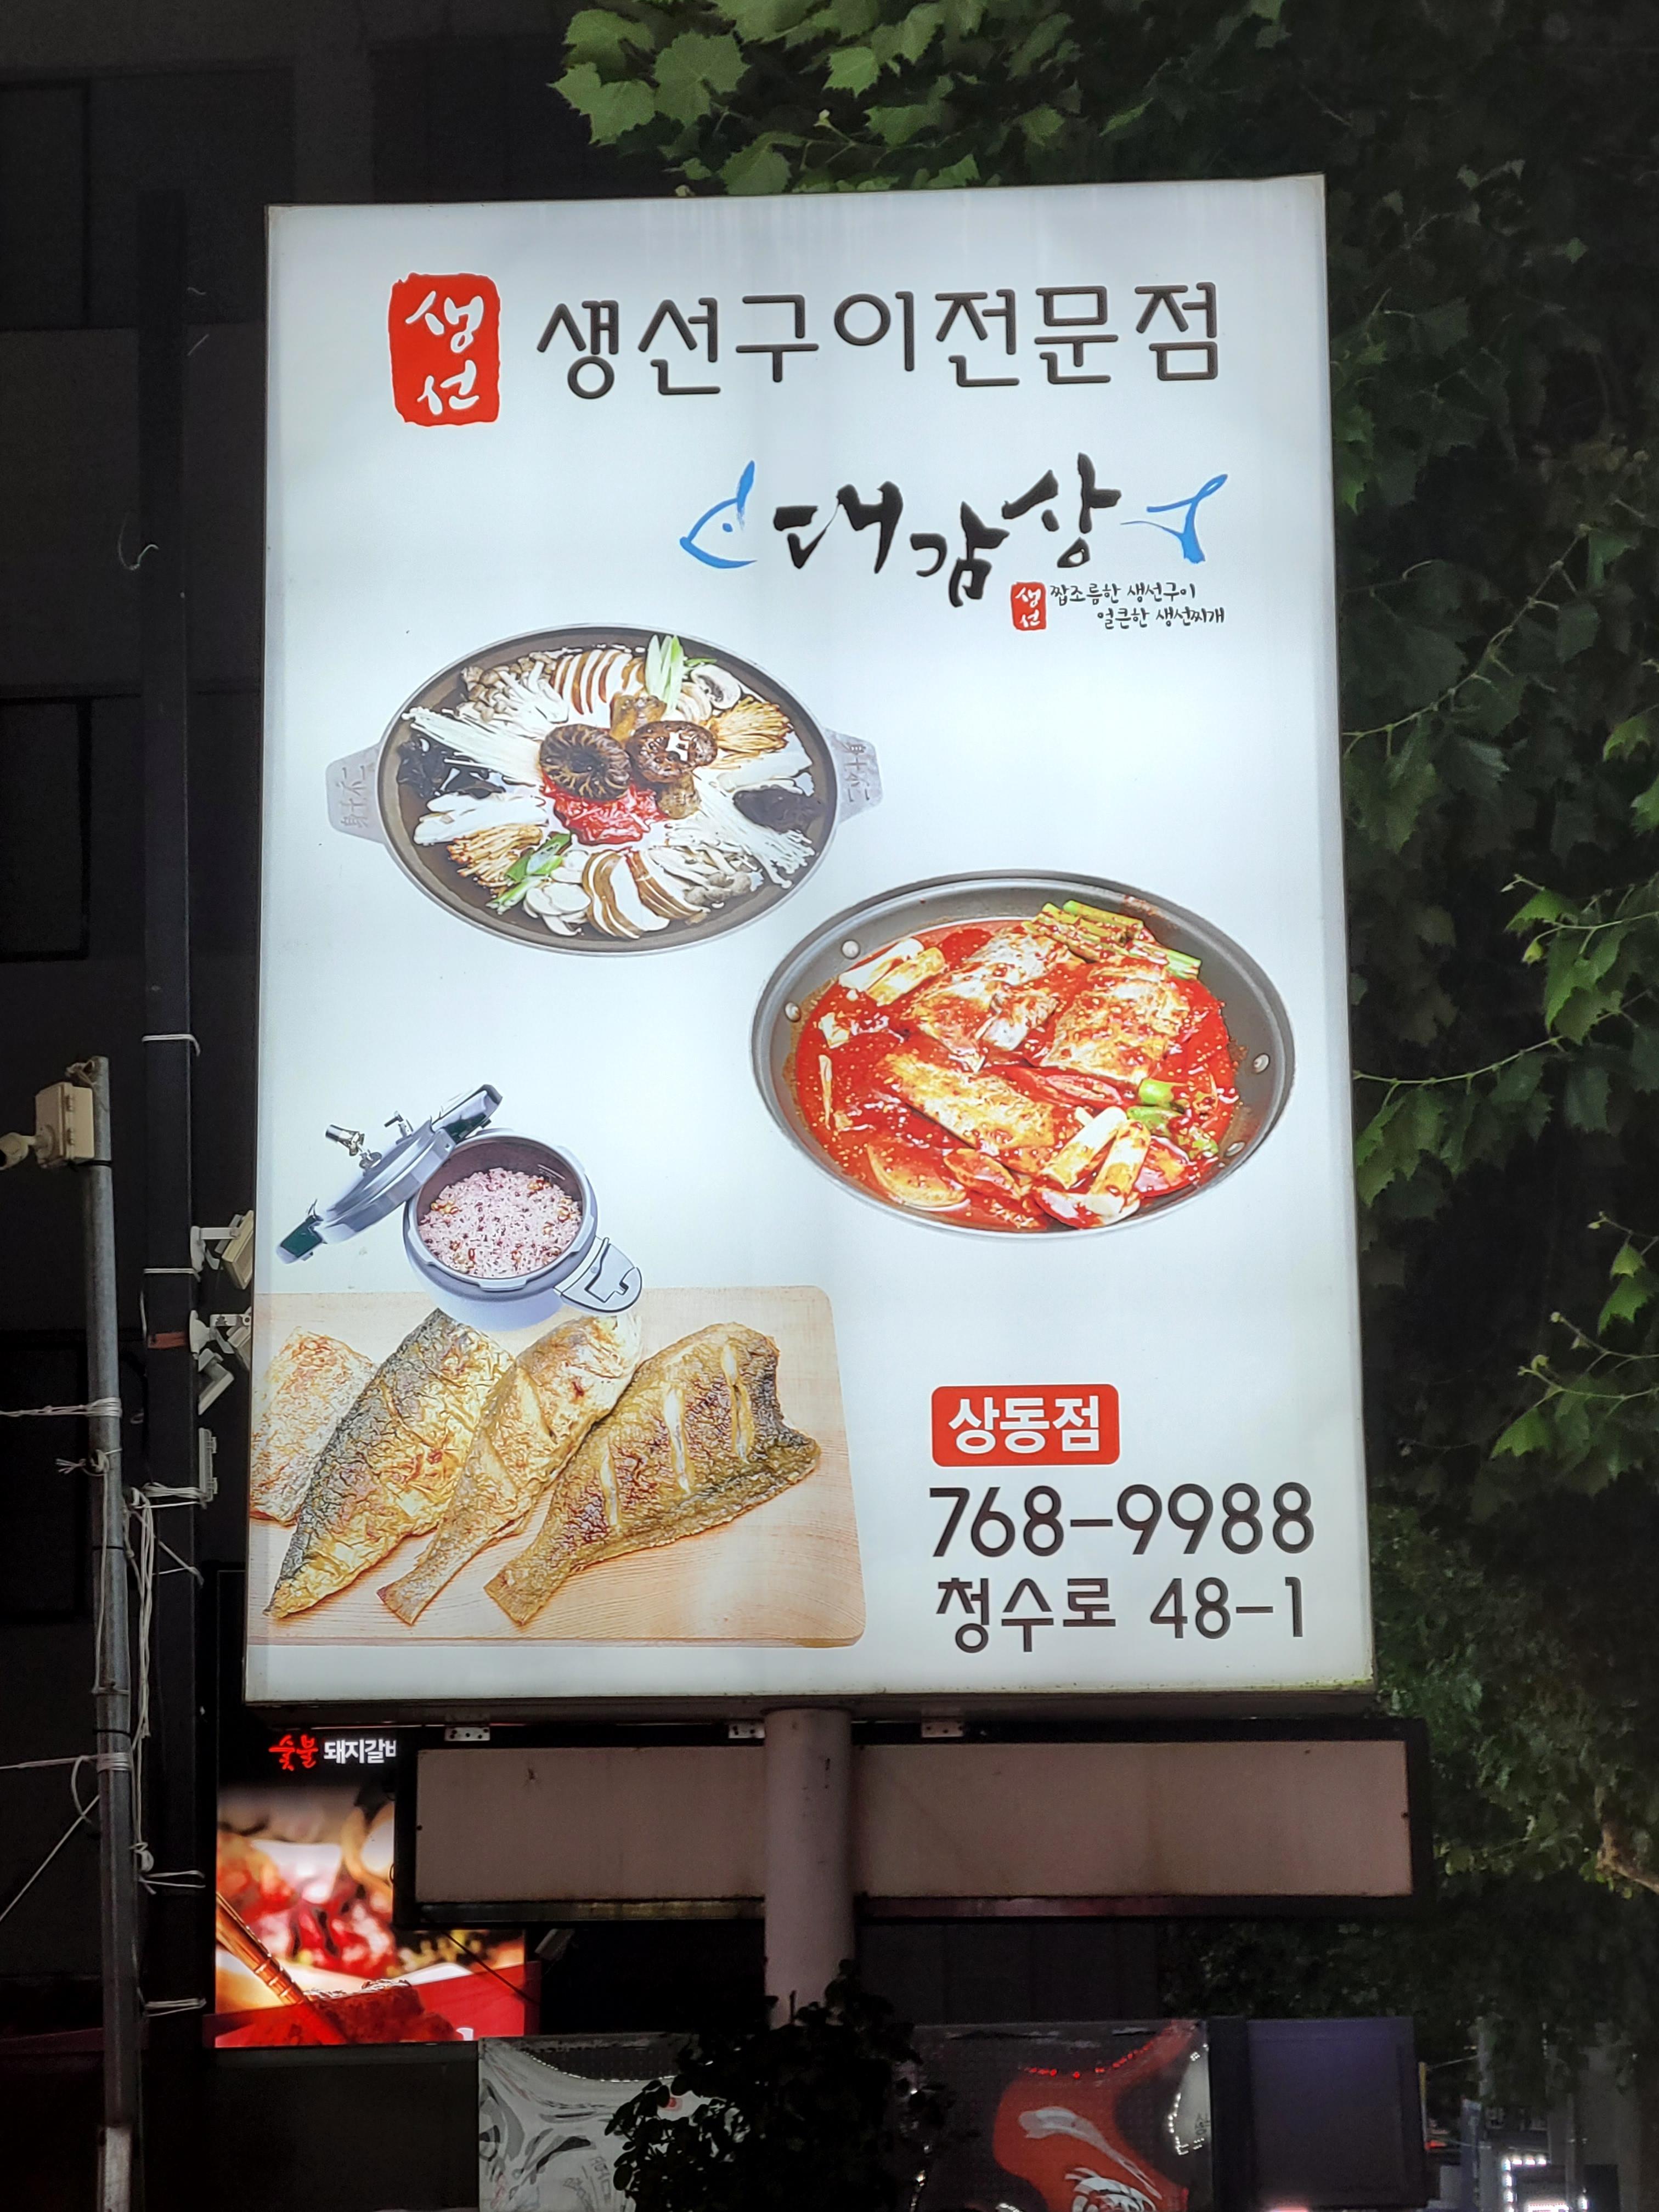 생선
생선구이전문점
대감상
생선
짭조름한 생선구이
얼큰한 생선찌개
상동점
768-9988
청수로 48-1
숯불 돼지갈비